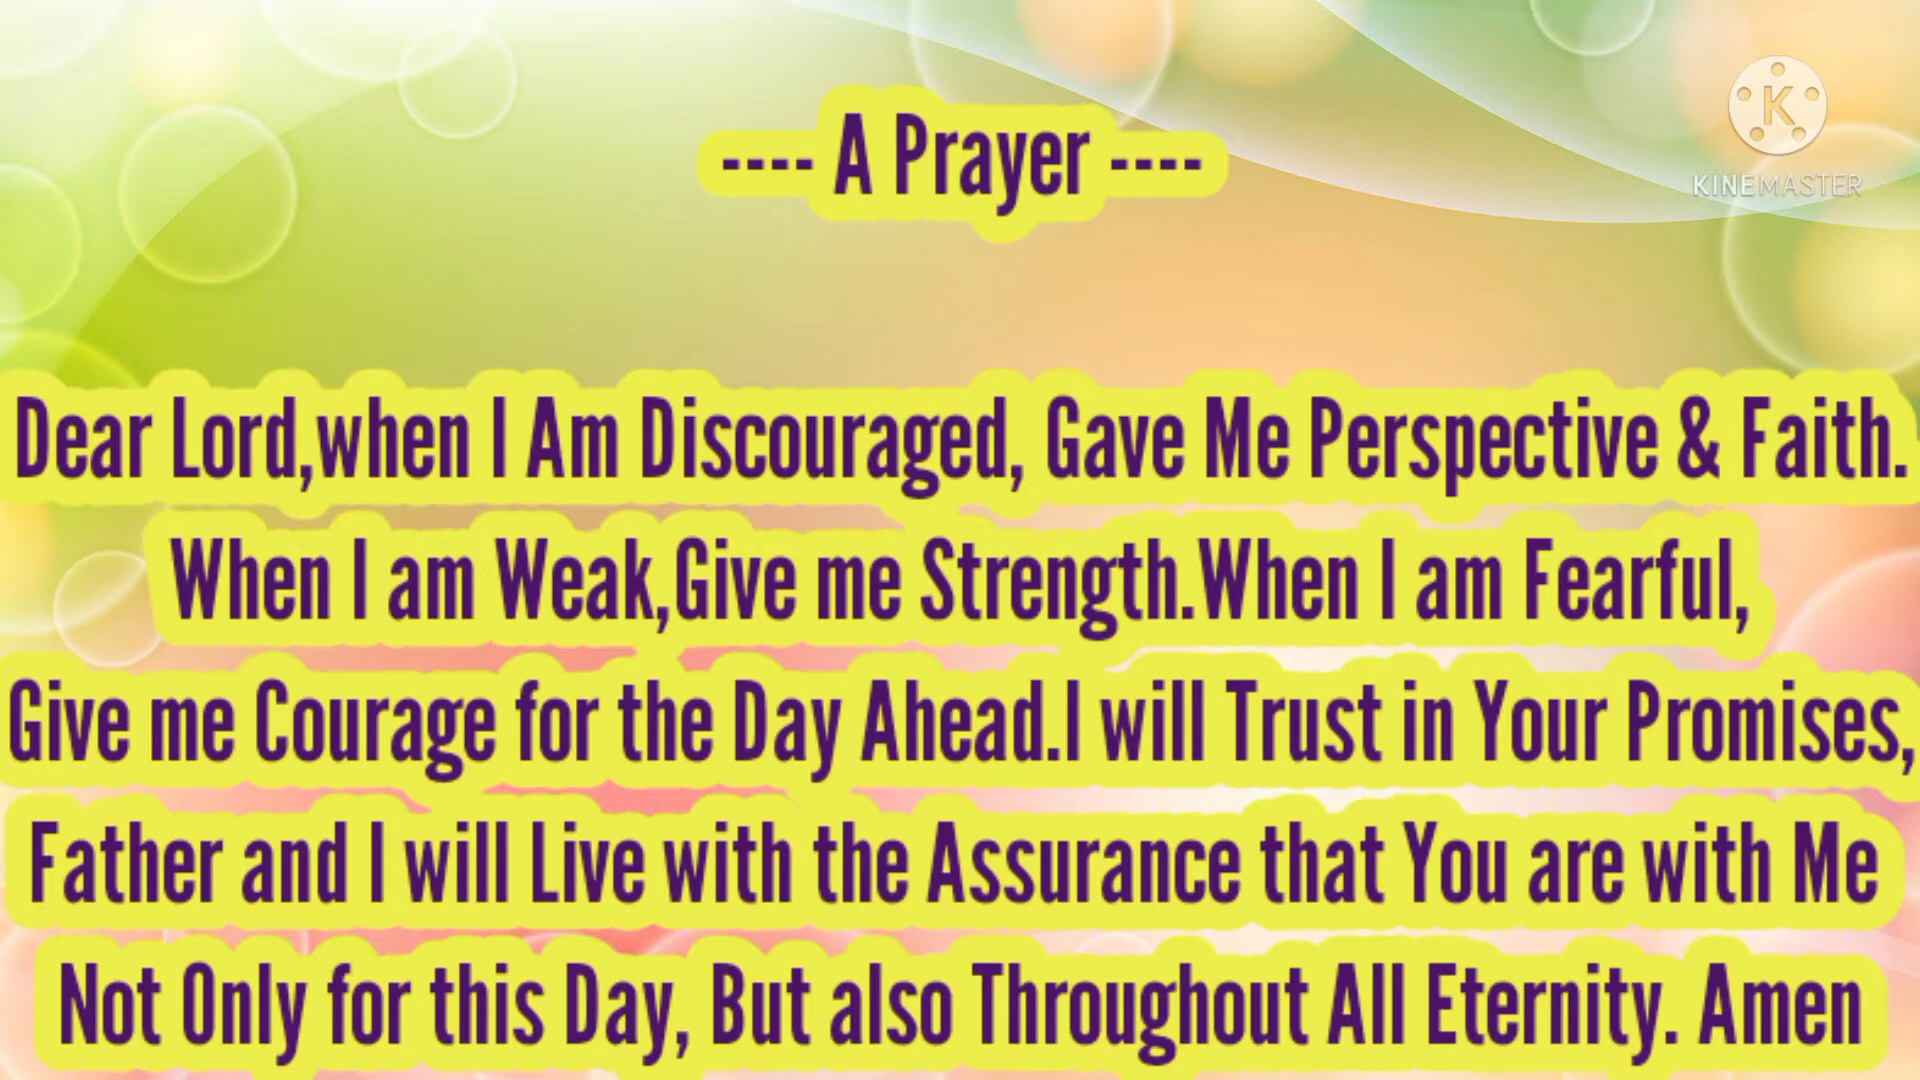 ---- A Prayer ----
KINEMASTER
Dear Lord,when I Am Discouraged, Gave Me Perspective & Faith.
When I am Weak,Give me Strength.When I am Fearful,
Give me Courage for the Day Ahead.I will Trust in Your Promises,
Father and I will Live with the Assurance that You are with Me
Not Only for this Day, But also Throughout All Eternity. Amen